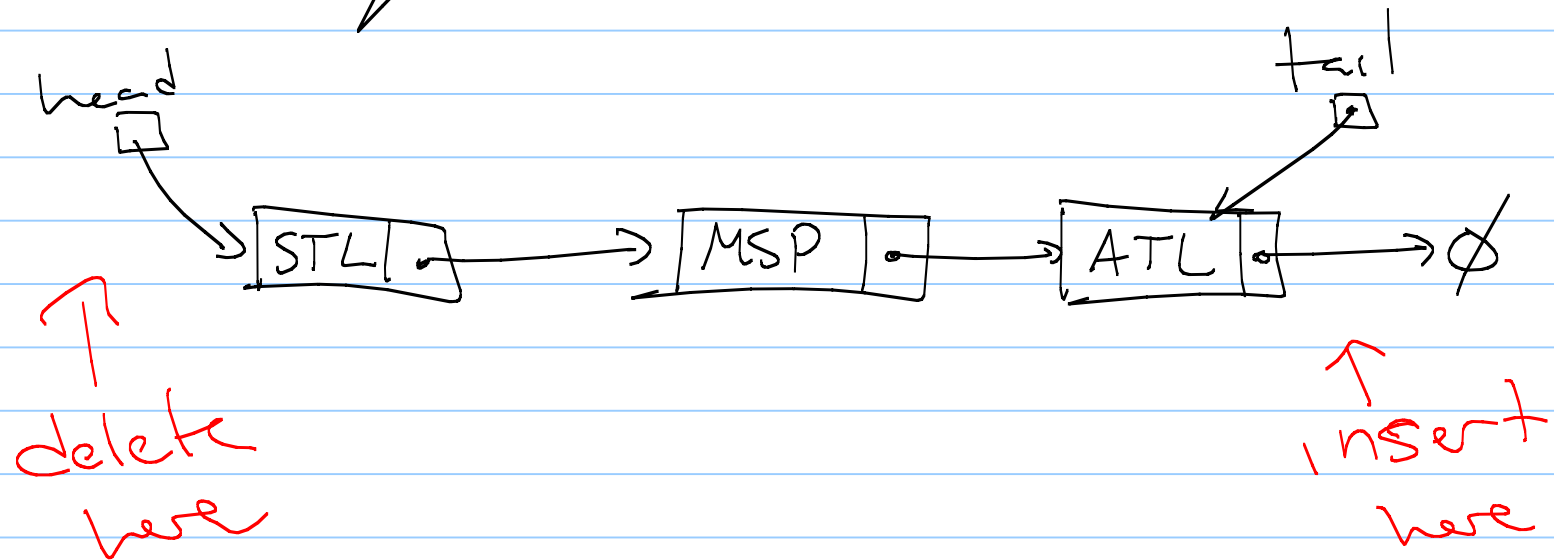 head
tail
STL
MSP
ATL
∅
delete
here
insert
here